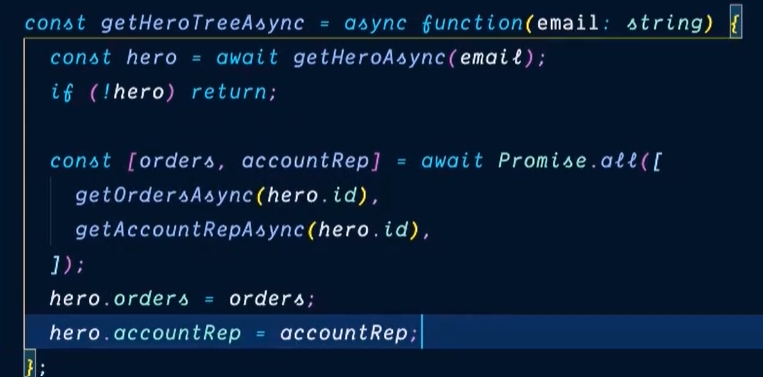 const getHeroTreeAsync = async function(email: string) {
const hero = await getHeroAsync(email);
if (!hero) return;
const [orders, accountRep] = await Promise.all([
getOrdersAsync(hero.id),
getAccountRepAsync(hero.id),
]);
hero.orders = orders;
hero.accountRep = accountRep;
};